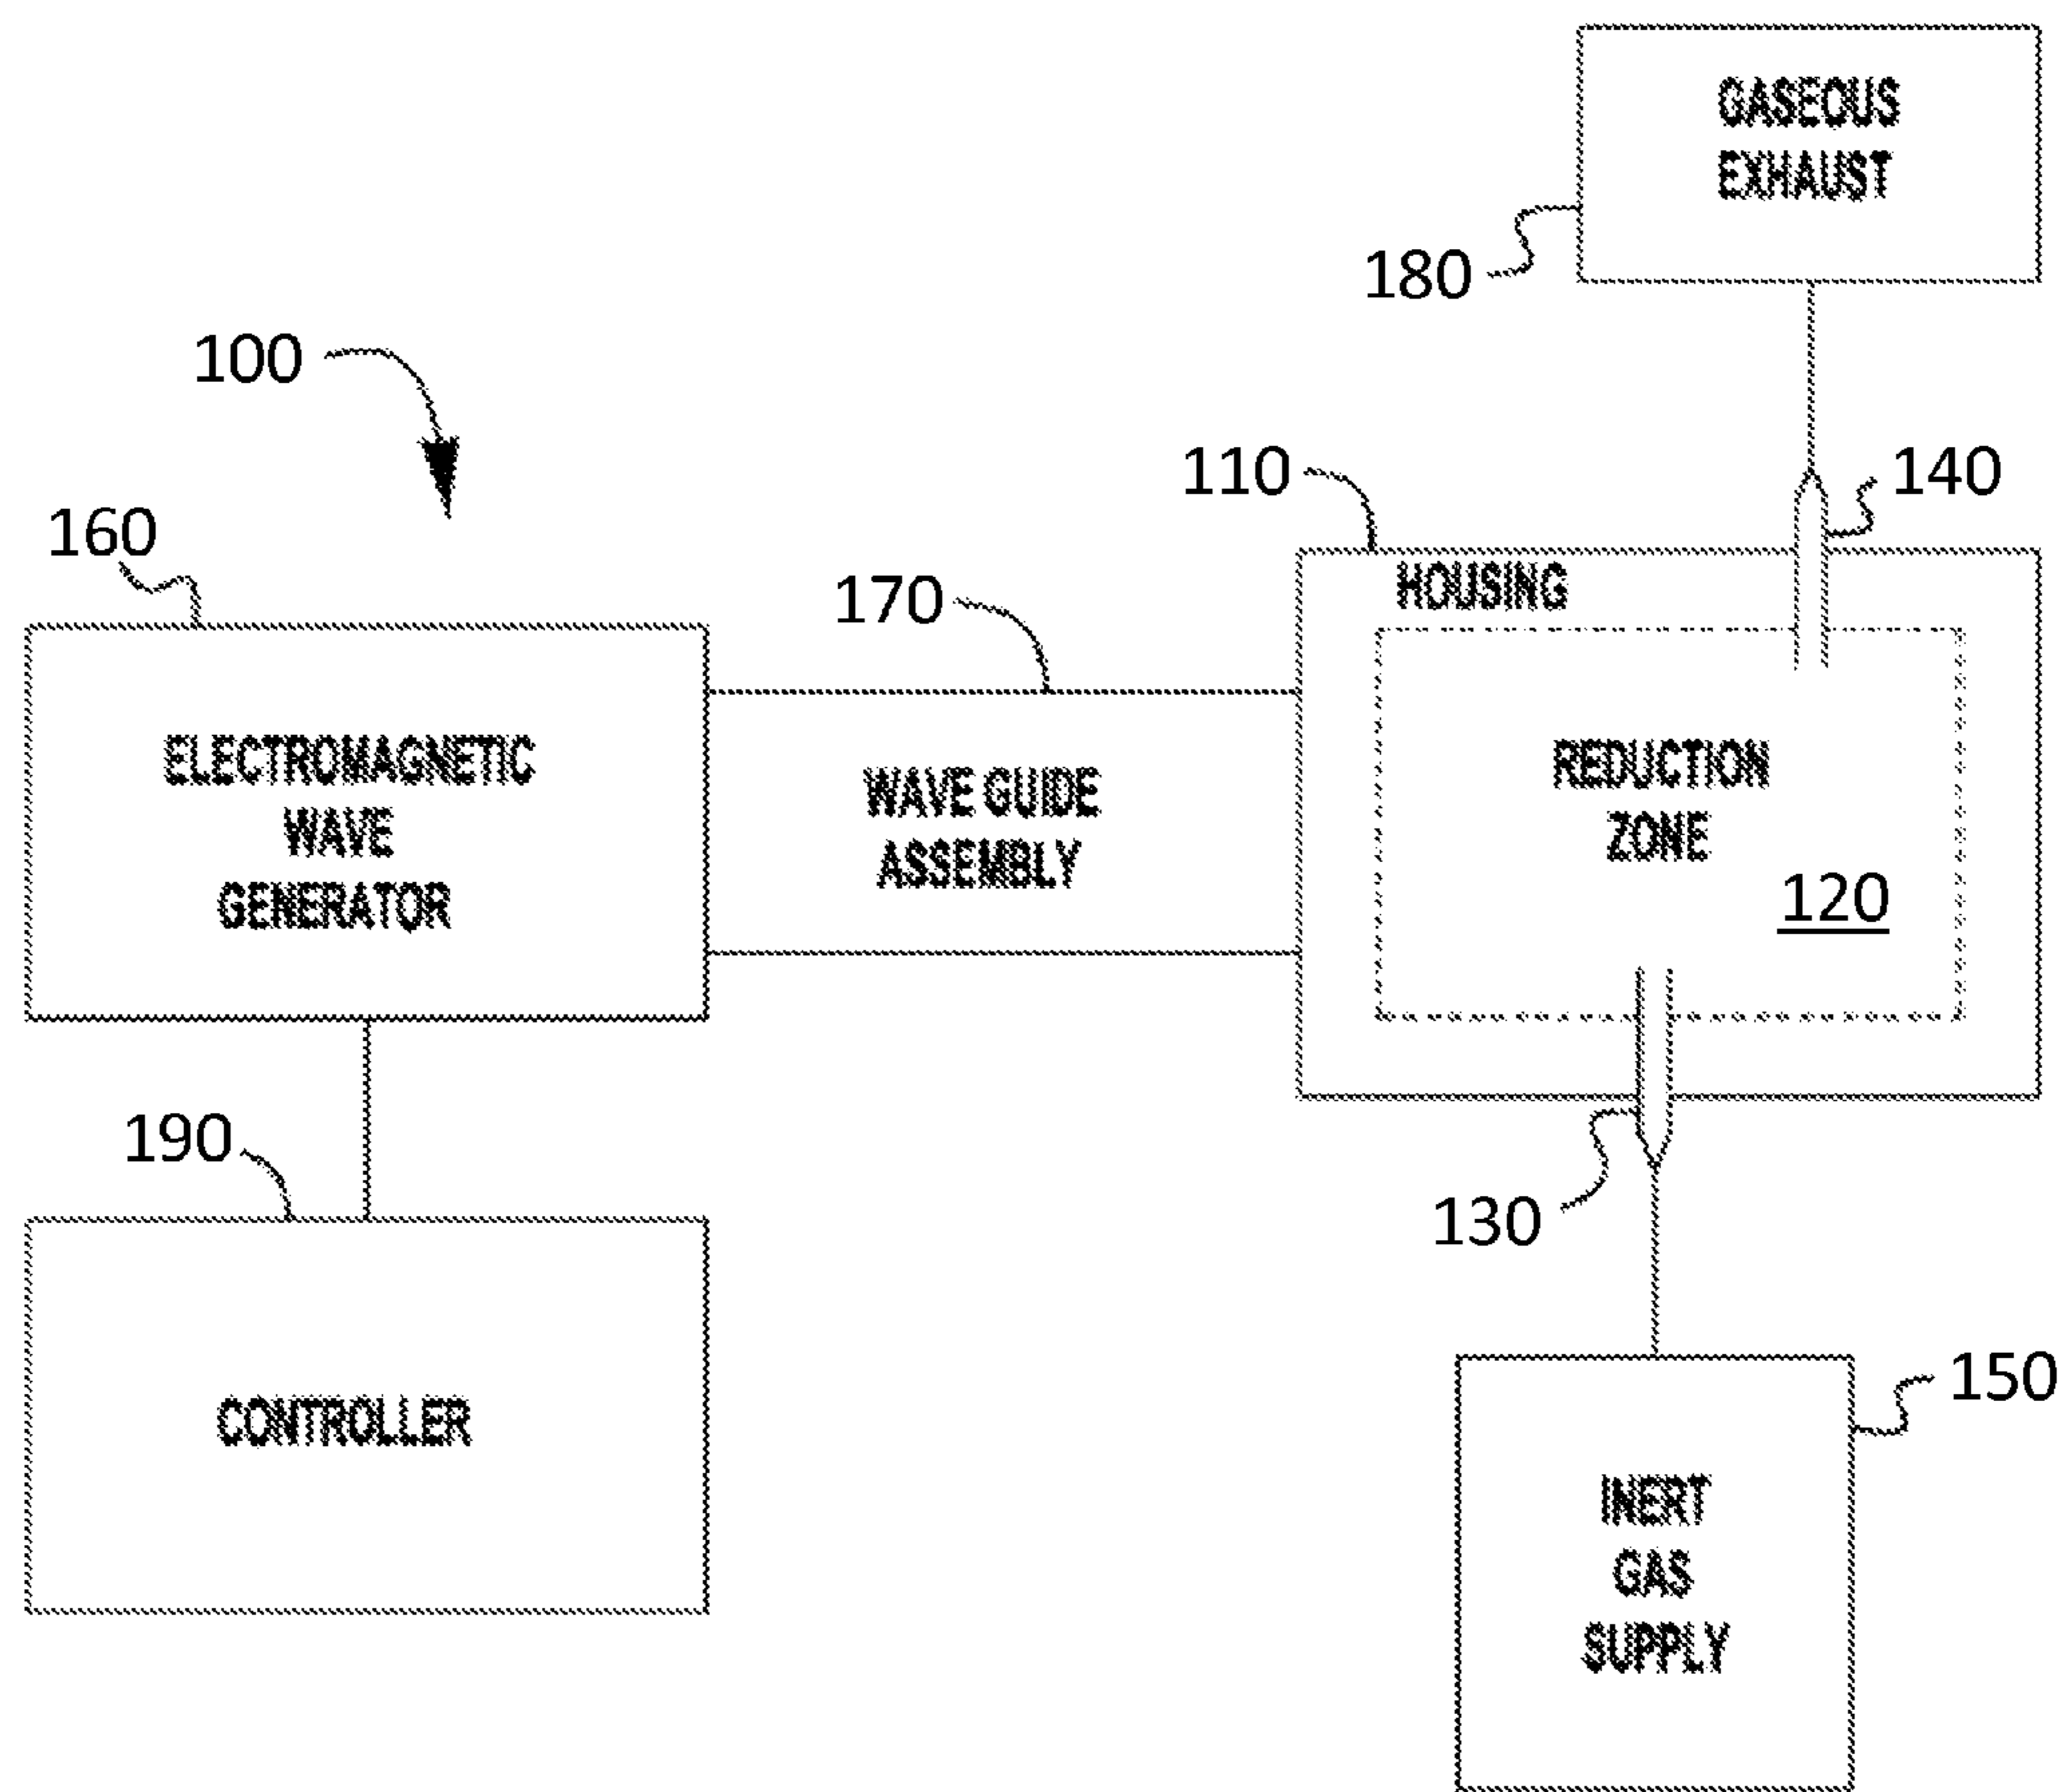 GASEOUS
EXHAUST
180
100
110
140
160
HOUSING
170
ELECTROMAGNETIC
WAVE
GENERATOR
WAVE GUIDE
ASSEMBLY
REDUCTION
ZONE
120
190
130
CONTROLLER
150
INERT
GAS
SUPPLY